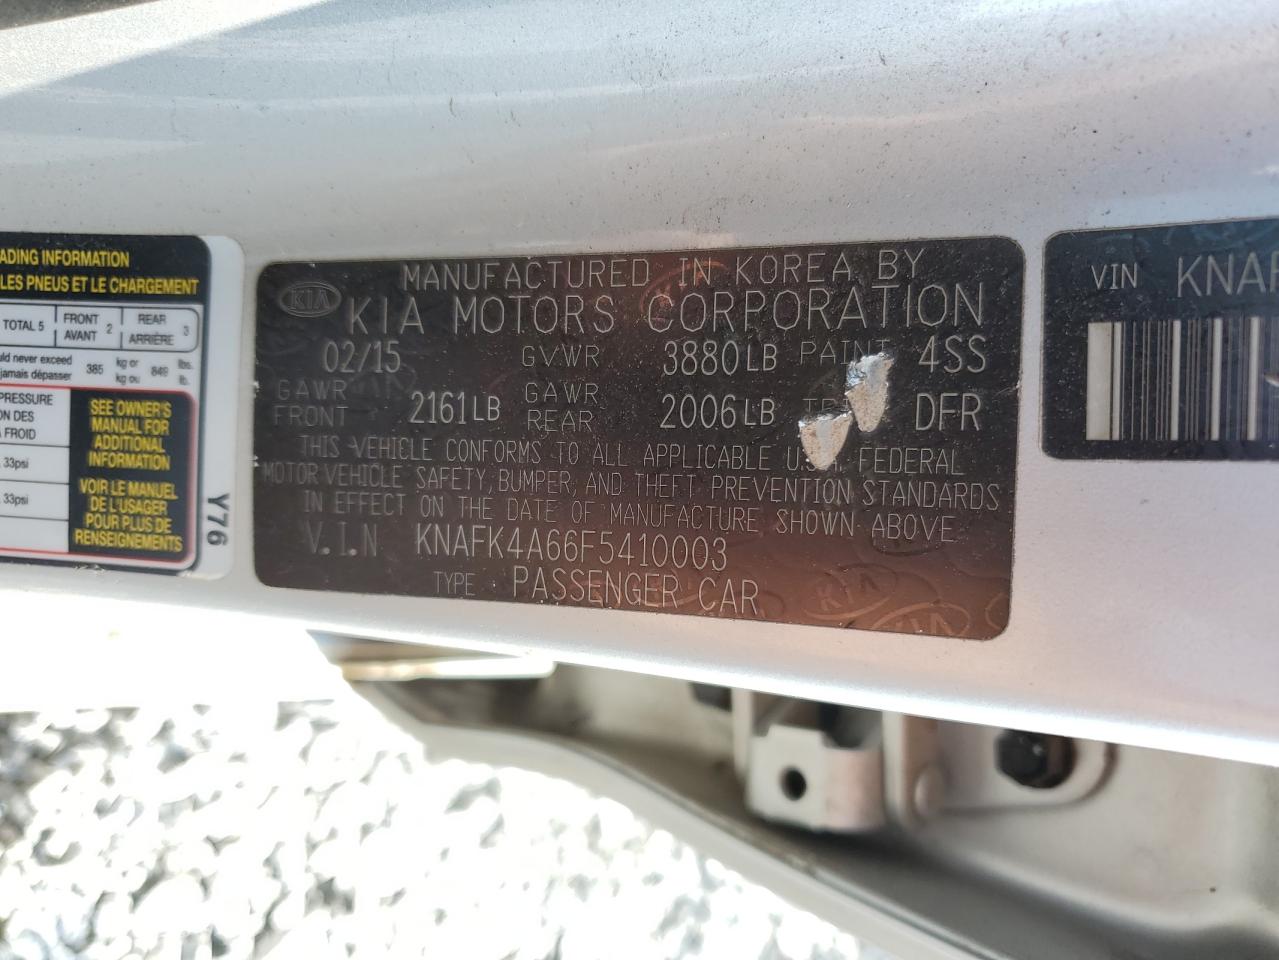 ADING INFORMATION
LES PNEUS ET LE CHARGEMENT
TOTAL 5 FRONT AVANT 2 REAR ARRIÈRE 3
uld never exceed
jamais dépasser 385 kg or kg ou 849 lbs. lb.
PRESSURE
ON DES
A FROID
33psi
33psi
SEE OWNER'S
MANUAL FOR
ADDITIONAL
INFORMATION
VOIR LE MANUEL
DE L'USAGER
POUR PLUS DE
RENSEIGNEMENTS
Y76
KIA
MANUFACTURED IN KOREA BY
KIA MOTORS CORPORATION
02/15 GVWR 3880LB PAINT 4SS
GAWR FRONT 2161LB GAWR REAR 2006LB DFR
THIS VEHICLE CONFORMS TO ALL APPLICABLE U.S.A. FEDERAL
MOTOR VEHICLE SAFETY, BUMPER, AND THEFT PREVENTION STANDARDS
IN EFFECT ON THE DATE OF MANUFACTURE SHOWN ABOVE
V.I.N KNAFK4A66F5410003
TYPE PASSENGER CAR
VIN KNAF